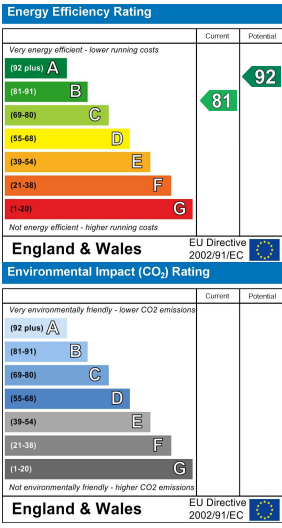 Energy Efficiency Rating
Current Potential
Very energy efficient - lower running costs
(92 plus) A
92
(81-91) B
81
(69-80) C
(55-68) D
(39-54) E
(21-38) F
(1-20) G
Not energy efficient - higher running costs
England & Wales
EU Directive
2002/91/EC
Environmental Impact (CO2) Rating
Current Potential
Very environmentally friendly - lower CO2 emissions
(92 plus) A
(81-91) B
(69-80) C
(55-68) D
(39-54) E
(21-38) F
(1-20) G
Not environmentally friendly - higher CO2 emissions
England & Wales
EU Directive
2002/91/EC